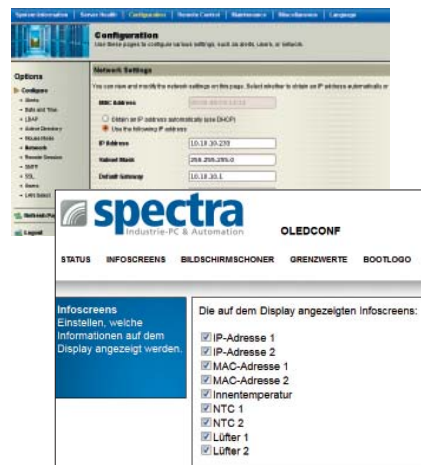 System Information Server Health Configuration Remote Control Maintenance Miscellaneous Language
Configuration
Use these pages to configure various settings, such as alerts, users, or network.
Options
Configure
Alerts
Date and Time
LDAP
Active Directory
Mouse Mode
Network
Remote Session
SMTP
SSL
Users
Logout
Network Settings
You can view and modify the network settings on this page. Select whether to obtain an IP address automatically or
MAC Address
Obtain an IP address automatically (use DHCP)
Use the following IP address
IP Address 10.10.10.233
Subnet Mask 255.255.255.0
Default Gateway 10.10.10.1
spectra
Industrie-PC & Automation
OLEDCONF
STATUS INFOSCREENS BILDSCHIRMSCHONER GRENZWERTE BOOTLOGO
Infoscreens
Einstellen, welche
Informationen auf dem
Display angezeigt werden.
Die auf dem Display angezeigten Infoscreens:
IP-Adresse 1
IP-Adresse 2
MAC-Adresse 1
MAC-Adresse 2
Innentemperatur
NTC 1
NTC 2
Lüfter 1
Lüfter 2